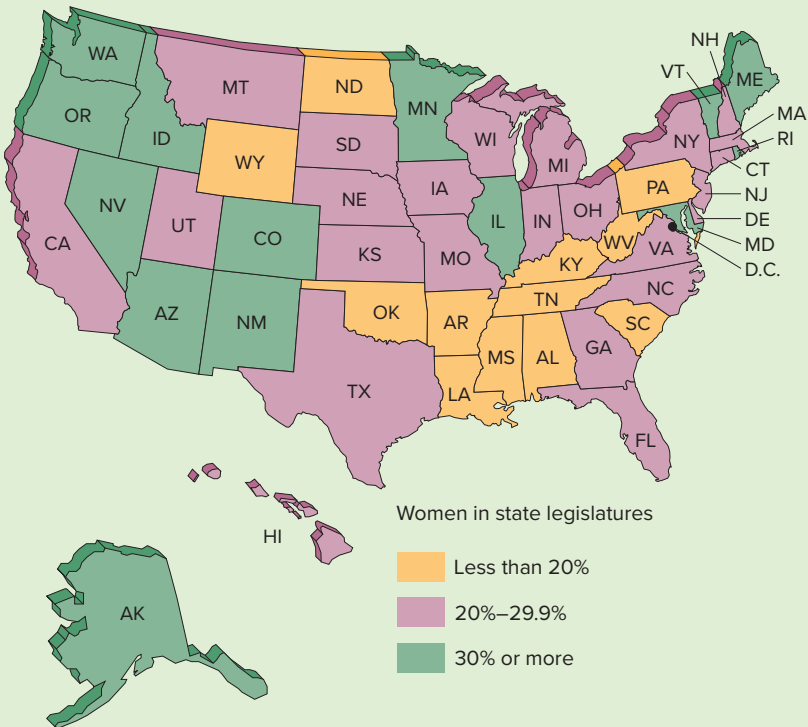 WA
OR
ID
MT
ND
MN
WY
SD
WI
MI
NH
VT
ME
NY
MA
RI
CT
NJ
DE
MD
D.C.
PA
CA
NV
UT
CO
NE
KS
IA
MO
IL
IN
OH
WV
VA
KY
TN
NC
SC
AZ
NM
OK
AR
TX
LA
MS
AL
GA
FL
HI
AK
Women in state legislatures
Less than 20%
20%–29.9%
30% or more